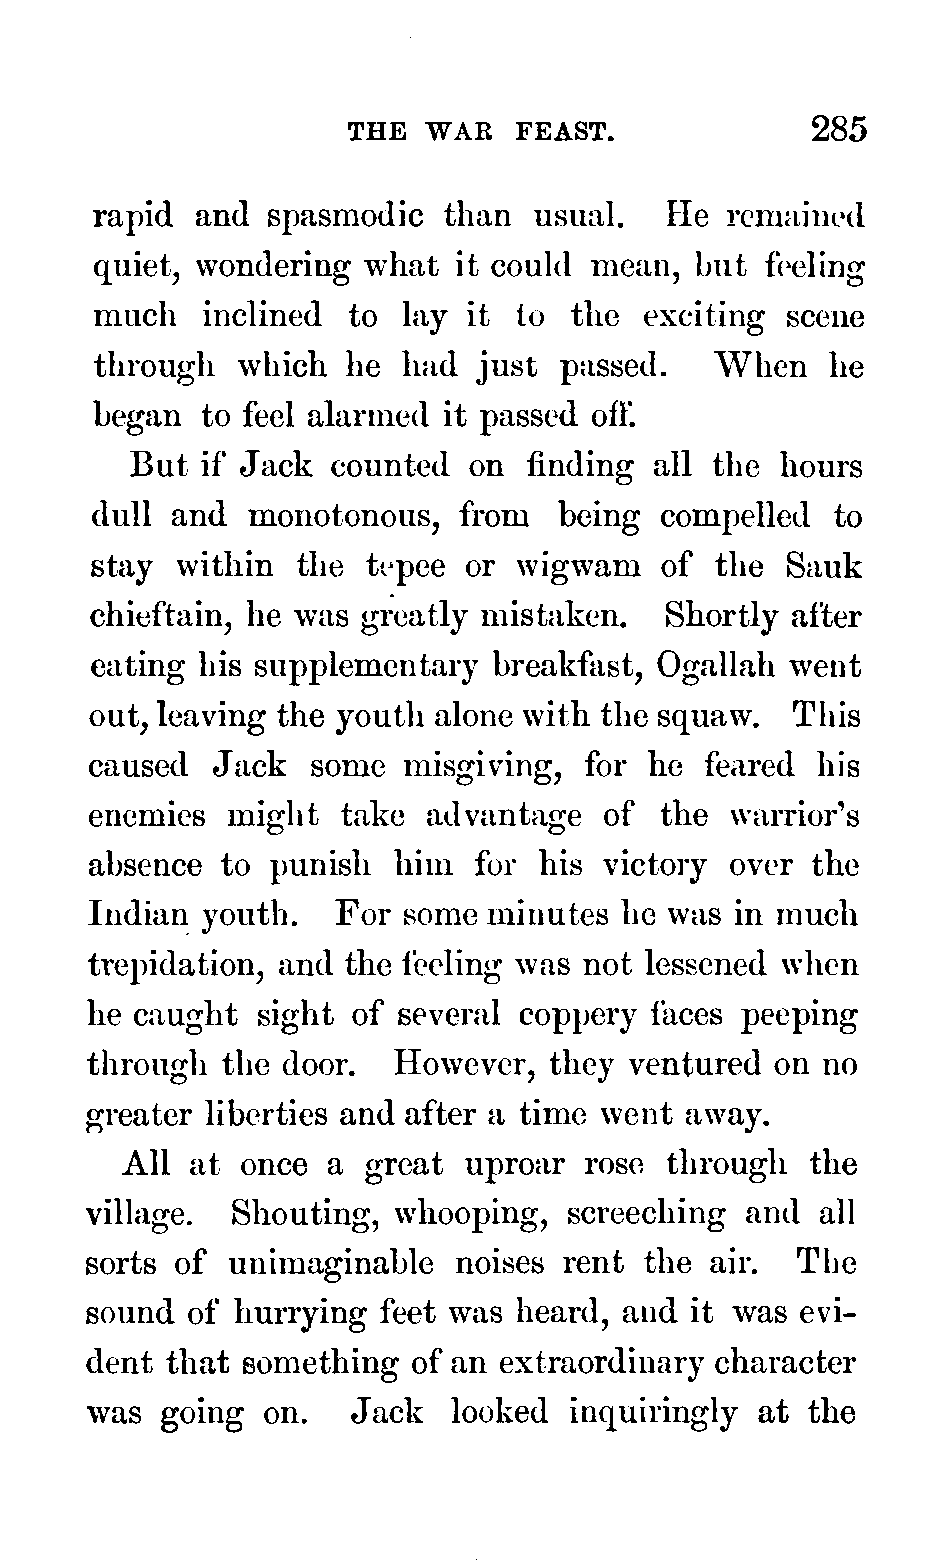 THE WAR FEAST. 285
rapid and spasmodic than usual. He remained
quiet, wondering what it could mean, but feeling
much inclined to lay it to the exciting scene
through which he had just passed. When he
began to feel alarmed it passed off.
But if Jack counted on finding all the hours
dull and monotonous, from being compelled to
stay within the tepee or wigwam of the Sauk
chieftain, he was greatly mistaken. Shortly after
eating his supplementary breakfast, Ogallah went
out, leaving the youth alone with the squaw. This
caused Jack some misgiving, for he feared his
enemies might take advantage of the warrior's
absence to punish him for his victory over the
Indian youth. For some minutes he was in much
trepidation, and the feeling was not lessened when
he caught sight of several coppery faces peeping
through the door. However, they ventured on no
greater liberties and after a time went away.
All at once a great uproar rose through the
village. Shouting, whooping, screeching and all
sorts of unimaginable noises rent the air. The
sound of hurrying feet was heard, and it was evi-
dent that something of an extraordinary character
was going on. Jack looked inquiringly at the